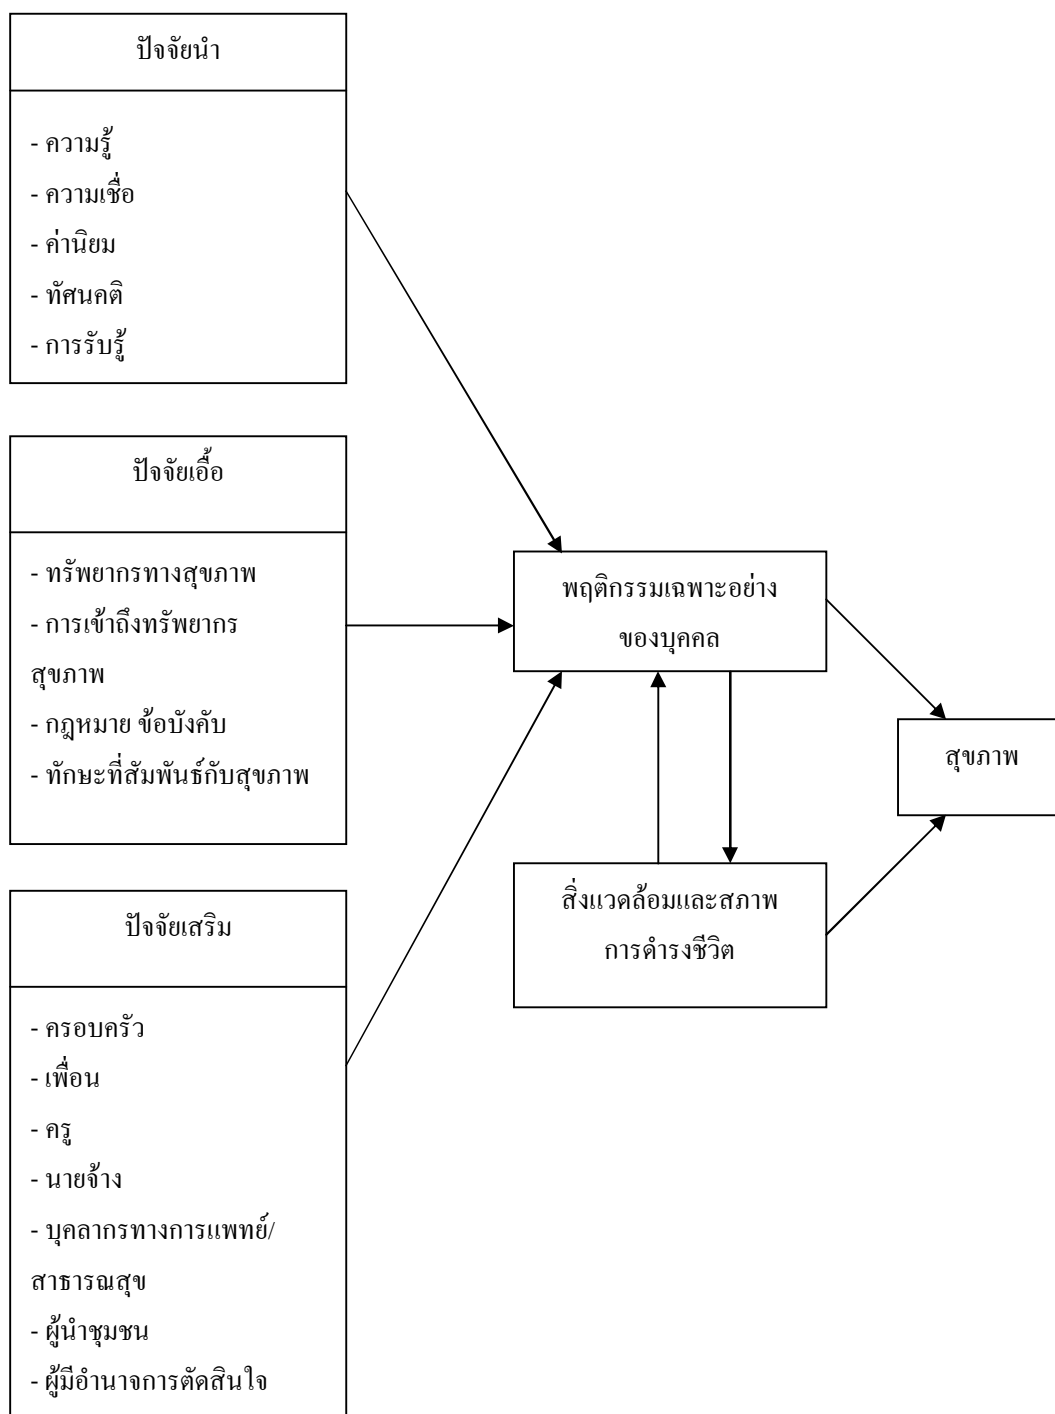 ปัจจัยนำ
- ความรู้
- ความเชื่อ
- ค่านิยม
- ทัศนคติ
- การรับรู้
ปัจจัยเอื้อ
- ทรัพยากรทางสุขภาพ
- การเข้าถึงทรัพยากร
สุขภาพ
- กฎหมาย ข้อบังคับ
- ทักษะที่สัมพันธ์กับสุขภาพ
ปัจจัยเสริม
- ครอบครัว
- เพื่อน
- ครู
- นายจ้าง
- บุคลากรทางการแพทย์/
สาธารณสุข
- ผู้นำชุมชน
- ผู้มีอำนาจการตัดสินใจ
พฤติกรรมเฉพาะอย่าง
ของบุคคล
สิ่งแวดล้อมและสภาพ
การดำรงชีวิต
สุขภาพ